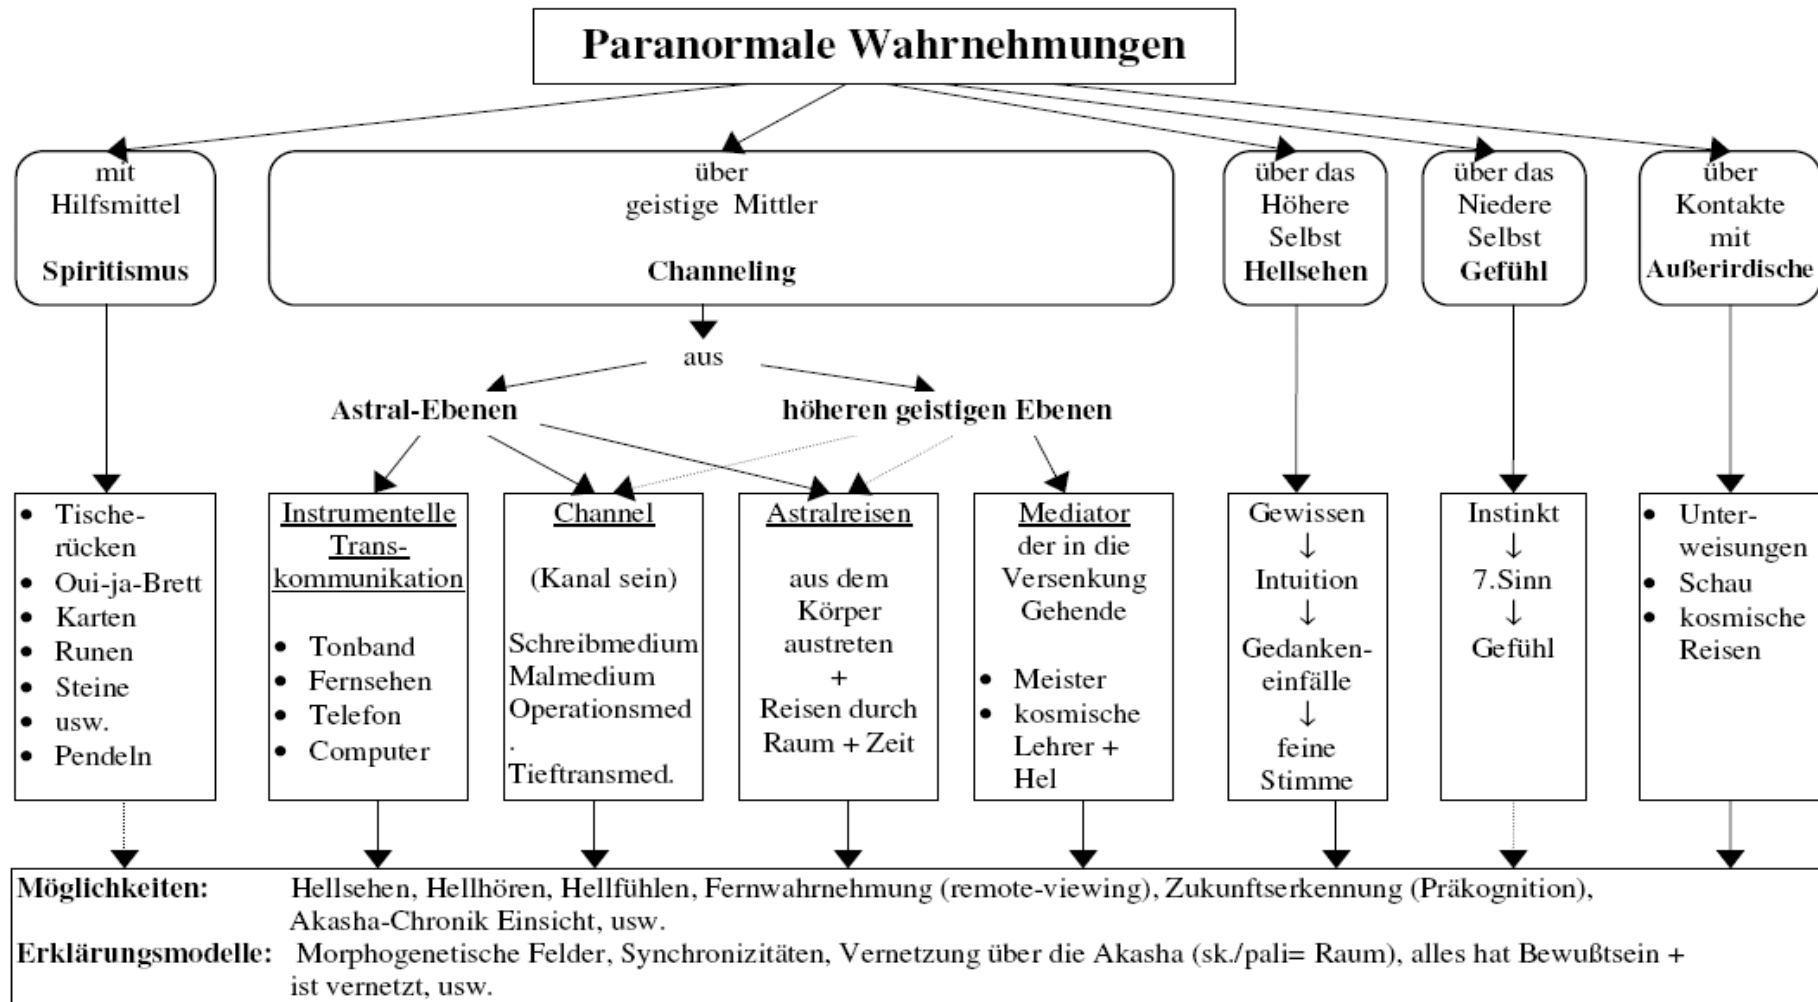 Paranormale Wahrnehmungen
mit
Hilfsmittel
Spiritismus
über
geistige Mittler
Channeling
über das
Höhere
Selbst
Hellsehen
über das
Niedere
Selbst
Gefühl
über
Kontakte
mit
Außerirdische
aus
Astral-Ebenen
höheren geistigen Ebenen
• Tische-
rücken
• Oui-ja-Brett
• Karten
• Runen
• Steine
• usw.
• Pendeln
Instrumentelle
Trans-
kommunikation
• Tonband
• Fernsehen
• Telefon
• Computer
Channel
(Kanal sein)
Schreibmedium
Malmedium
Operationsmed
.
Tieftransmed.
Astralreisen
aus dem
Körper
austreten
+
Reisen durch
Raum + Zeit
Mediator
der in die
Versenkung
Gehende
• Meister
• kosmische
Lehrer +
Hel
Gewissen
↓
Intuition
↓
Gedanken-
einfälle
↓
feine
Stimme
Instinkt
↓
7.Sinn
↓
Gefühl
• Unter-
weisungen
• Schau
• kosmische
Reisen
Möglichkeiten: Hellsehen, Hellhören, Hellfühlen, Fernwahrnehmung (remote-viewing), Zukunftserkennung (Präkognition),
Akasha-Chronik Einsicht, usw.
Erklärungsmodelle: Morphogenetische Felder, Synchronizitäten, Vernetzung über die Akasha (sk./pali= Raum), alles hat Bewußtsein +
ist vernetzt, usw.